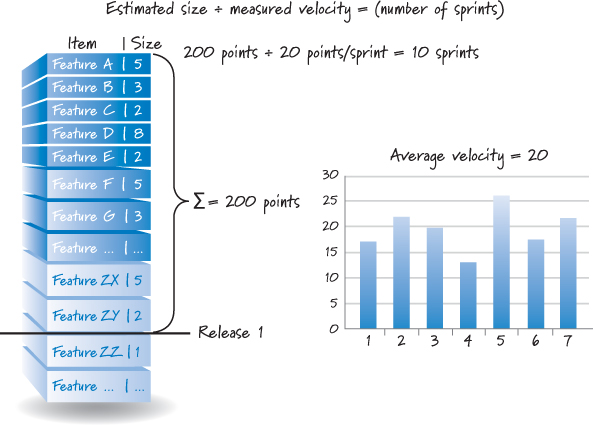 Estimated size ÷ measured velocity = (number of sprints)
Item | Size
200 points ÷ 20 points/sprint = 10 sprints
Feature A | 5
Feature B | 3
Feature C | 2
Feature D | 8
Feature E | 2
Feature F | 5
Feature G | 3
Feature ... | ...
Feature ZX | 5
Feature ZY | 2
Feature ZZ | 1
Feature ... | ...
Σ = 200 points
Release 1
Average velocity = 20
30
25
20
15
10
5
0
1 2 3 4 5 6 7